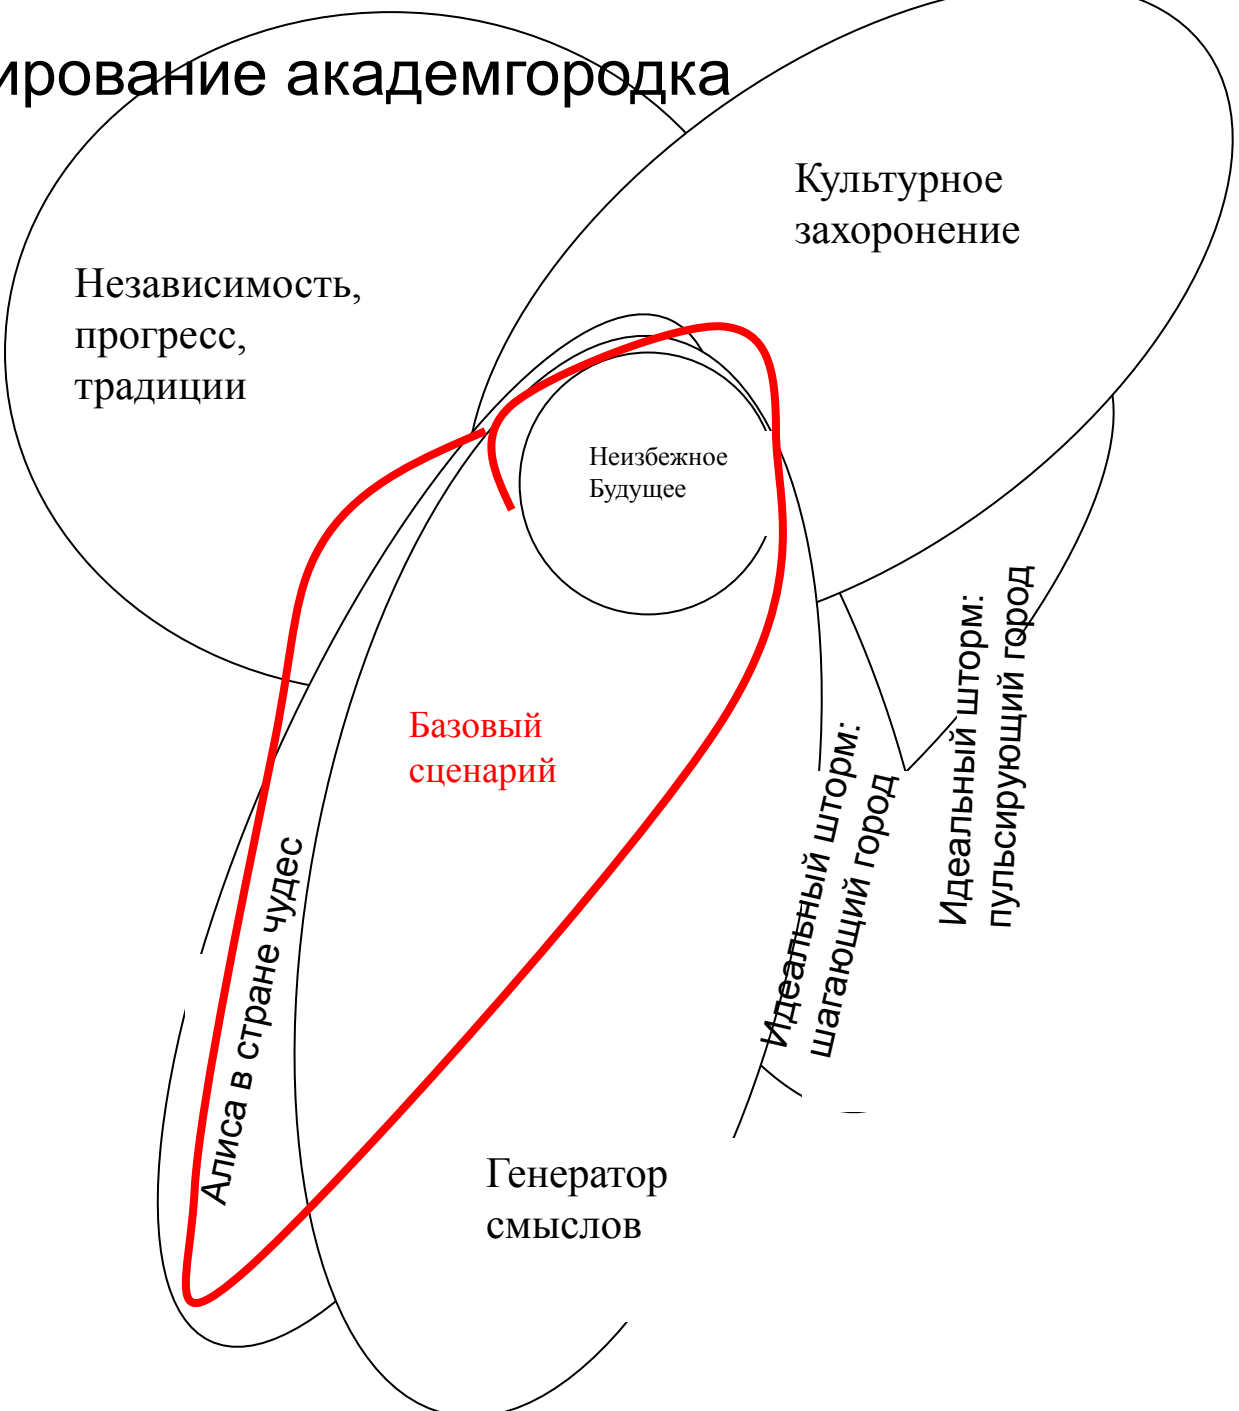 ирование академгородка
Культурное
захоронение
Независимость,
прогресс,
традиции
Неизбежное
Будущее
Базовый
сценарий
Идеальный шторм:
пульсирующий город
Идеальный шторм:
шагающий город
Алиса в стране чудес
Генератор
смыслов